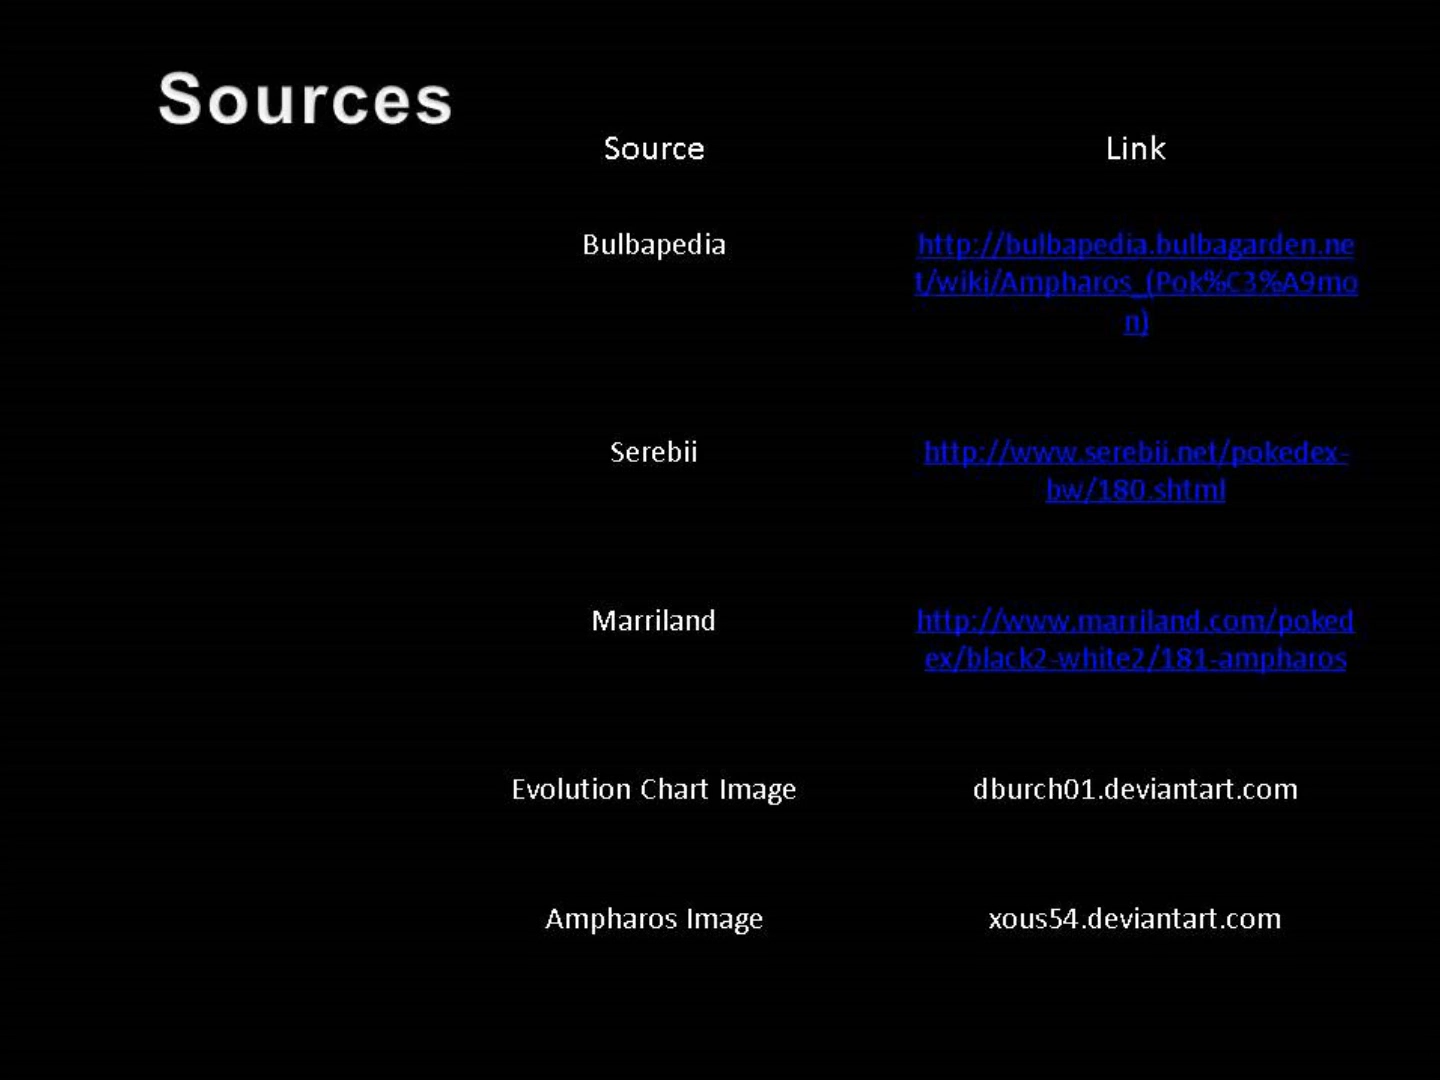 Sources
Source Link
Bulbapedia http://bulbapedia.bulbagarden.ne
t/wiki/Ampharos_(Pok%C3%A9mo
n)
Serebii http://www.serebii.net/pokedex-
bw/180.shtml
Marriland http://www.marriland.com/poked
ex/black2-white2/181-ampharos
Evolution Chart Image dburch01.deviantart.com
Ampharos Image xous54.deviantart.com